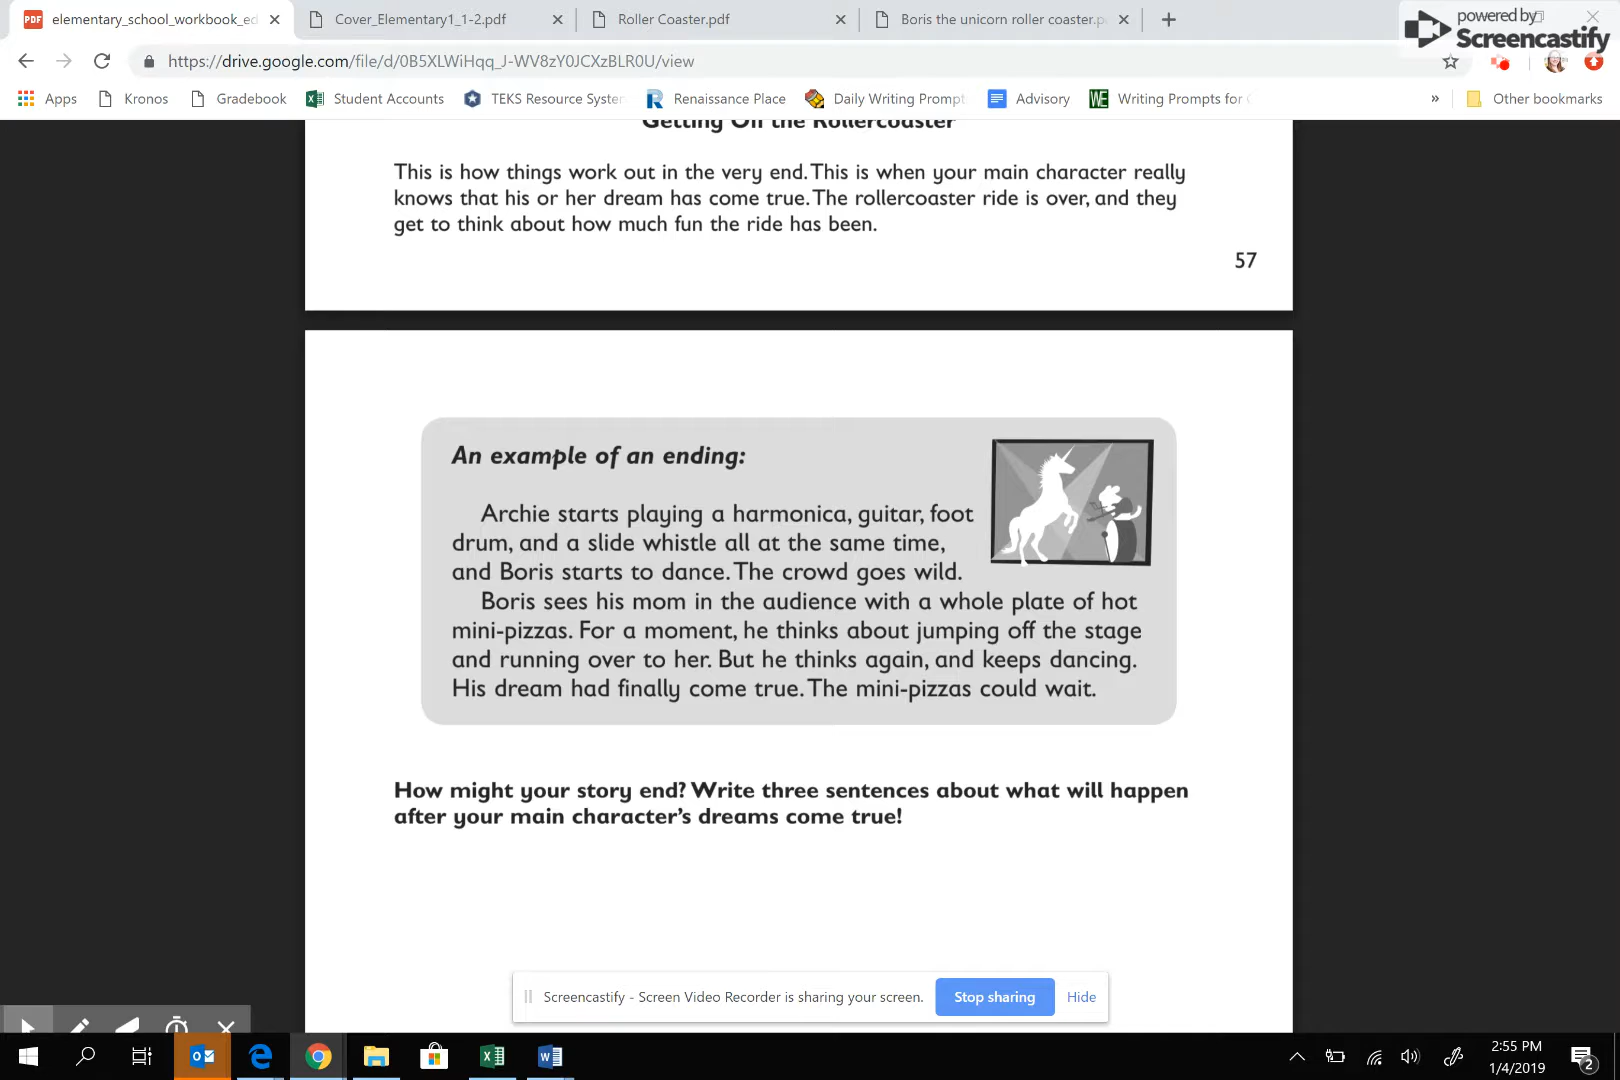 elementary_school_workbook_ed
Cover_Elementary1_1-2.pdf
Roller Coaster.pdf
Boris the unicorn roller coaster.p
powered by
Screencastify
https://drive.google.com/file/d/0B5XLWiHqq_J-WV8zY0JCXzBLR0U/view
Apps
Kronos
Gradebook
Student Accounts
TEKS Resource System
Renaissance Place
Daily Writing Prompt
Advisory
Writing Prompts for
»
Other bookmarks
Getting Off the Rollercoaster
This is how things work out in the very end. This is when your main character really
knows that his or her dream has come true. The rollercoaster ride is over, and they
get to think about how much fun the ride has been.
57
An example of an ending:
Archie starts playing a harmonica, guitar, foot
drum, and a slide whistle all at the same time,
and Boris starts to dance. The crowd goes wild.
Boris sees his mom in the audience with a whole plate of hot
mini-pizzas. For a moment, he thinks about jumping off the stage
and running over to her. But he thinks again, and keeps dancing.
His dream had finally come true. The mini-pizzas could wait.
How might your story end? Write three sentences about what will happen
after your main character's dreams come true!
Screencastify - Screen Video Recorder is sharing your screen.
Stop sharing
Hide
2:55 PM
1/4/2019
2